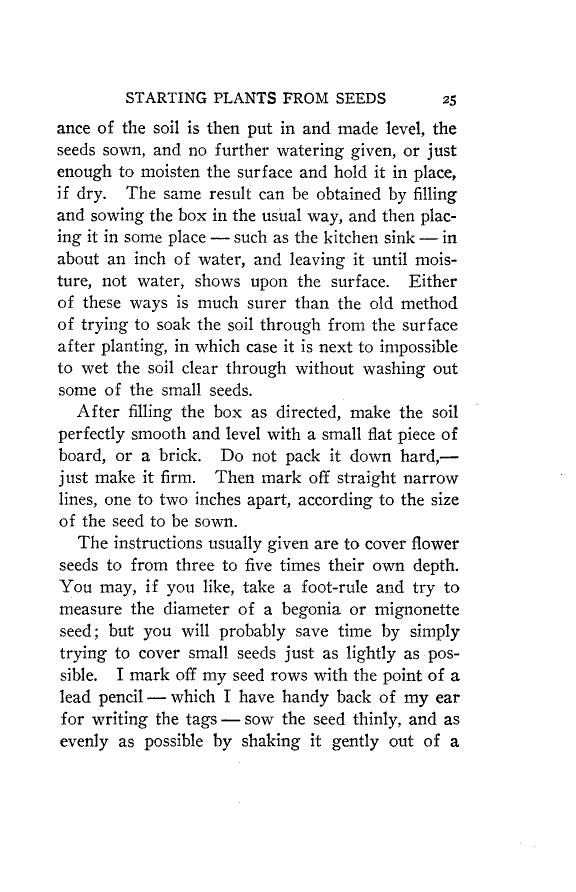 STARTING PLANTS FROM SEEDS 25
ance of the soil is then put in and made level, the
seeds sown, and no further watering given, or just
enough to moisten the surface and hold it in place,
if dry. The same result can be obtained by filling
and sowing the box in the usual way, and then plac-
ing it in some place — such as the kitchen sink — in
about an inch of water, and leaving it until mois-
ture, not water, shows upon the surface. Either
of these ways is much surer than the old method
of trying to soak the soil through from the surface
after planting, in which case it is next to impossible
to wet the soil clear through without washing out
some of the small seeds.
After filling the box as directed, make the soil
perfectly smooth and level with a small flat piece of
board, or a brick. Do not pack it down hard,—
just make it firm. Then mark off straight narrow
lines, one to two inches apart, according to the size
of the seed to be sown.
The instructions usually given are to cover flower
seeds to from three to five times their own depth.
You may, if you like, take a foot-rule and try to
measure the diameter of a begonia or mignonette
seed; but you will probably save time by simply
trying to cover small seeds just as lightly as pos-
sible. I mark off my seed rows with the point of a
lead pencil — which I have handy back of my ear
for writing the tags — sow the seed thinly, and as
evenly as possible by shaking it gently out of a